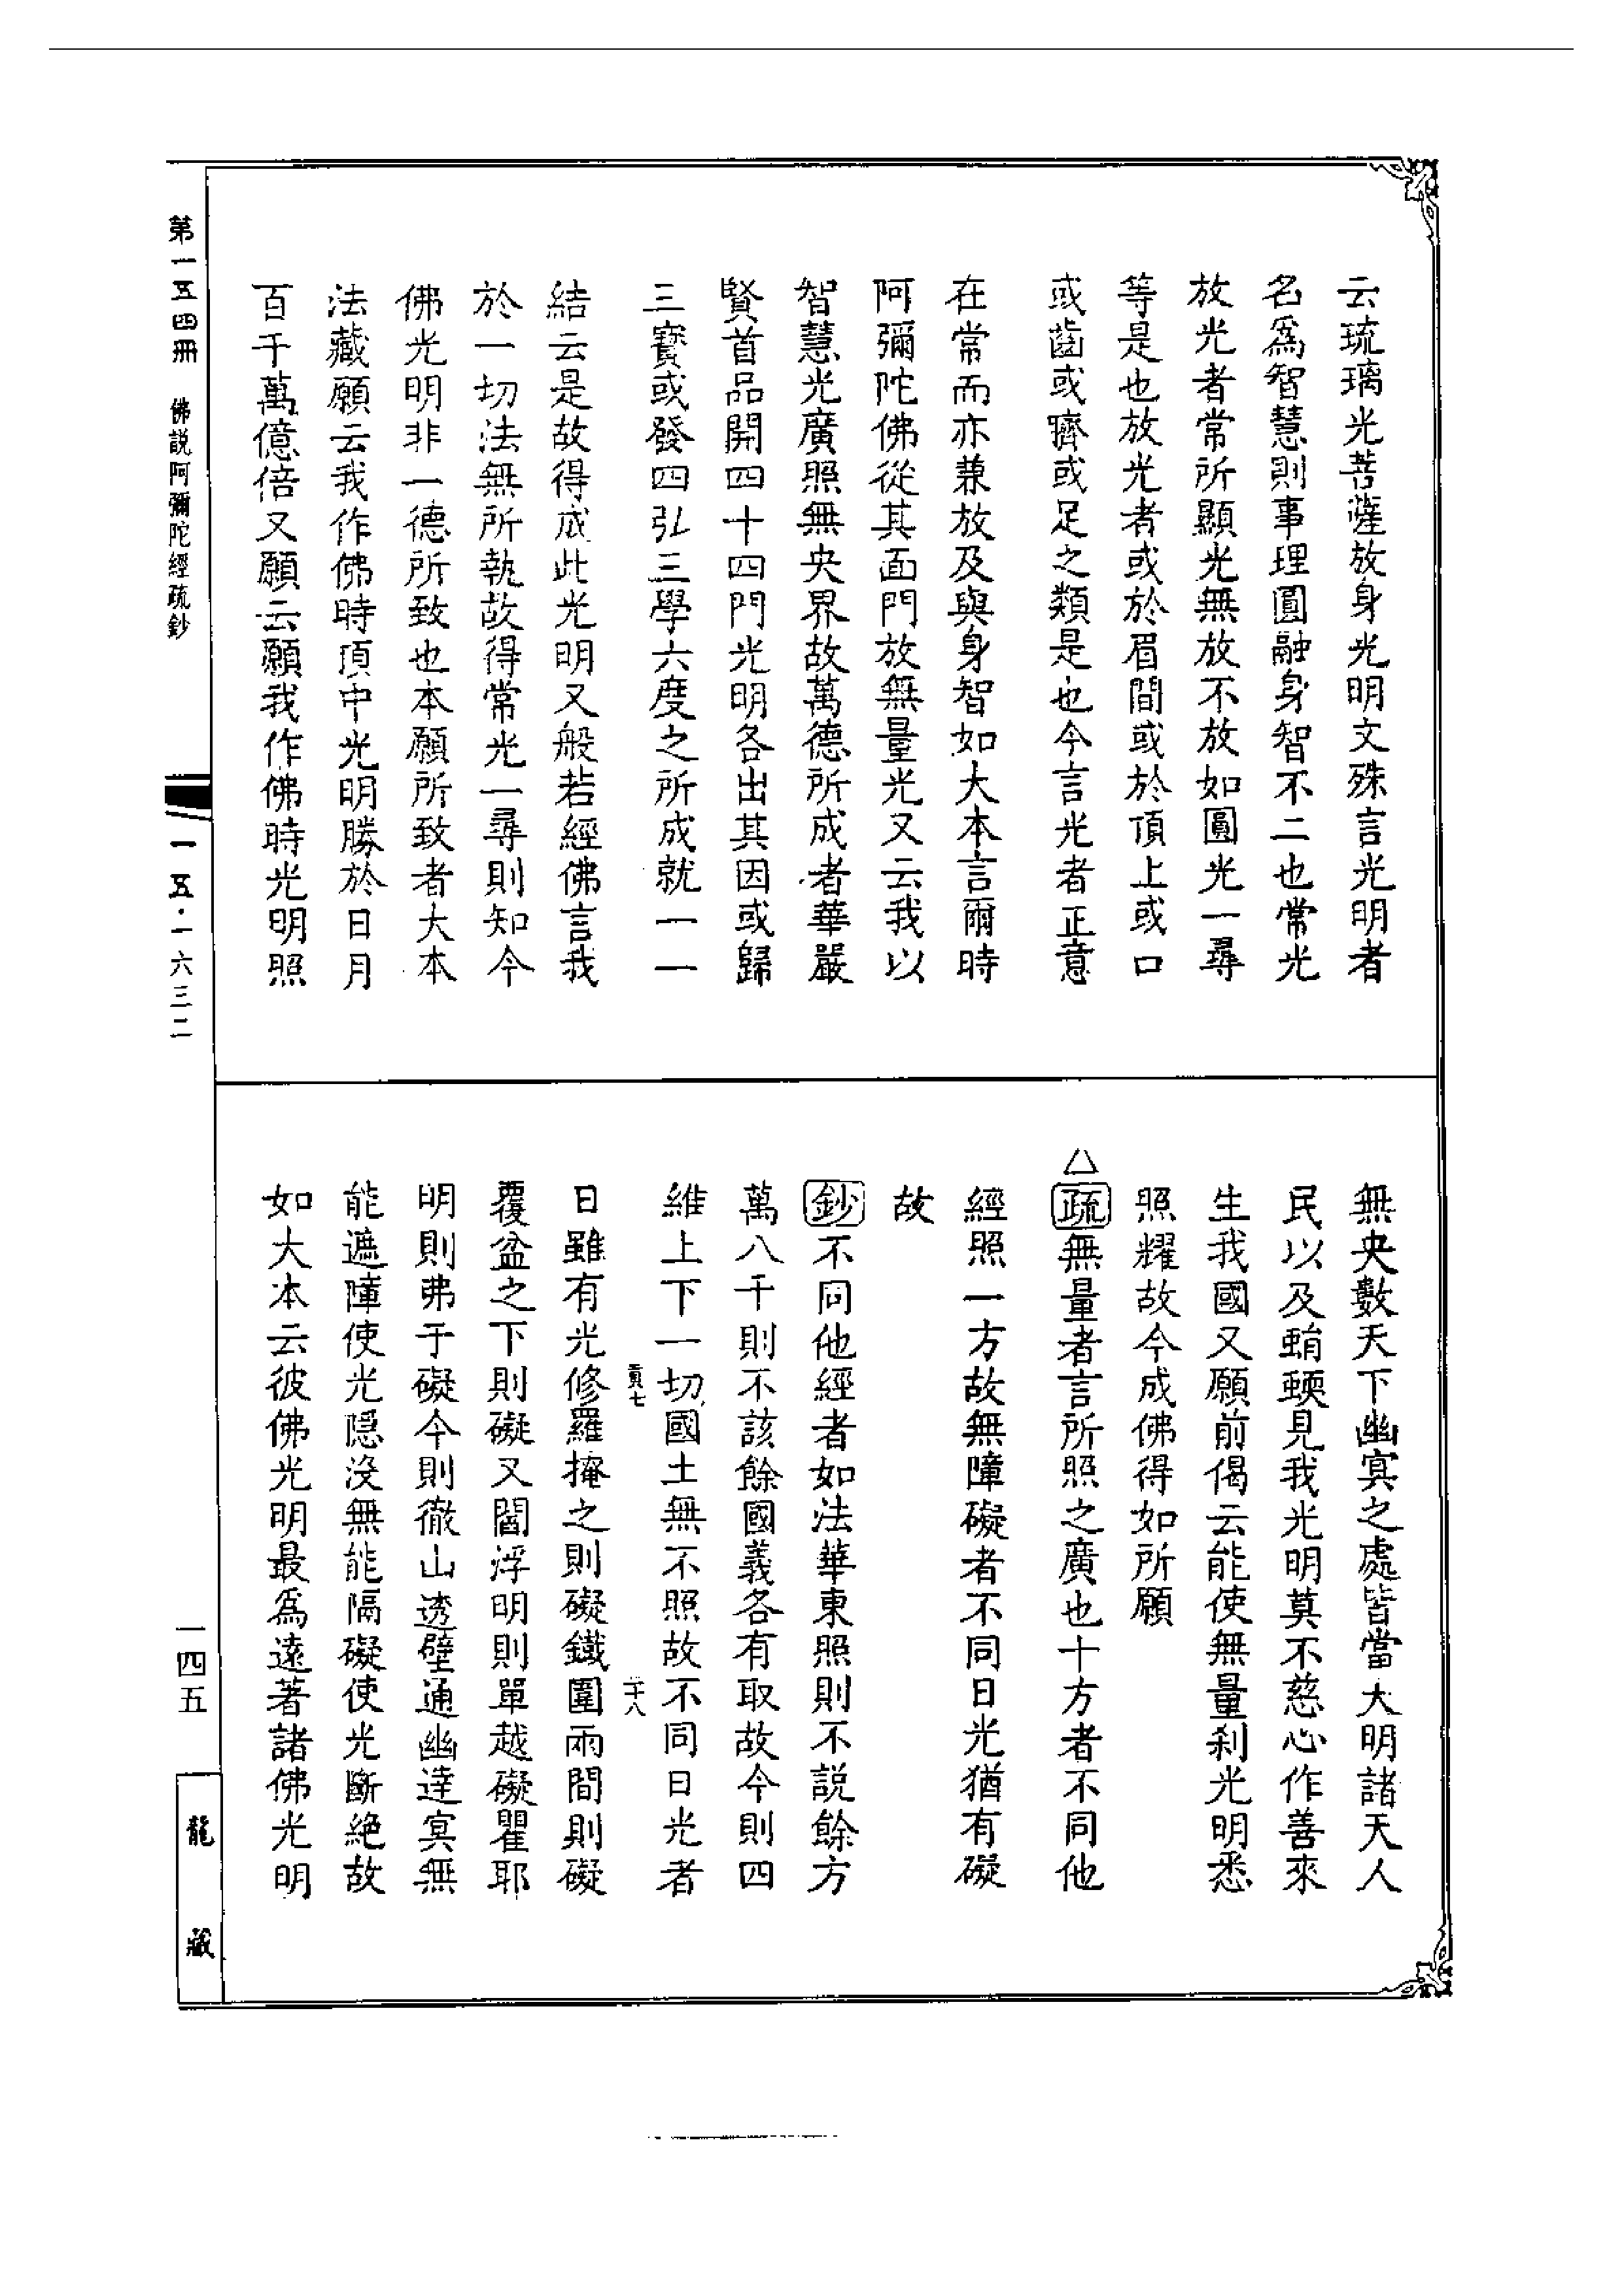 云琉璃光菩薩放身光明文殊言光明者
名為智慧則事理圓融身智不二也常光
放光者常所顯光無放不放如圓光一尋
等是也放光者或於眉間或於頂上或口
或齒或臍或足之類是也今言光者正意
在常而亦兼放及與身智如大本言爾時
阿彌陀佛從其面門放無量光又云我以
智慧光廣照無央界故萬德所成者華嚴
賢首品開四十四門光明各出其因或歸
三寶或發四弘三學六度之所成就一一
結云是故得成此光明又般若經佛言我
於一切法無所執故得常光一尋則知今
佛光明非一德所致也本願所致者大本
法藏願云我作佛時頂中光明勝於日月
百千萬億倍又願云願我作佛時光明照
無央數天下幽冥之處皆當大明諸天人
民以及蜎蝡見我光明莫不慈心作善來
生我國又願前偈云能使無量刹光明悉
照耀故今成佛得如所願
△疏無量者言所照之廣也十方者不同他
經照一方故無障礙者不同日光猶有礙
故
鈔不同他經者如法華東照則不說餘方
萬八千則不該餘國義各有取故今則四
維上下一切國土無不照故不同日光者
日雖有光修羅掩之則礙鐵圍兩間則礙
覆盆之下則礙又閻浮明則單越礙瞿耶
明則弗于礙今則徹山透壁通幽達冥無
能遮障使光隱沒無能隔礙使光斷絕故
如大本云彼佛光明最為遠著諸佛光明
第一五四冊　佛説阿彌陀經疏鈔
一五·一六三二
一四五
龍藏